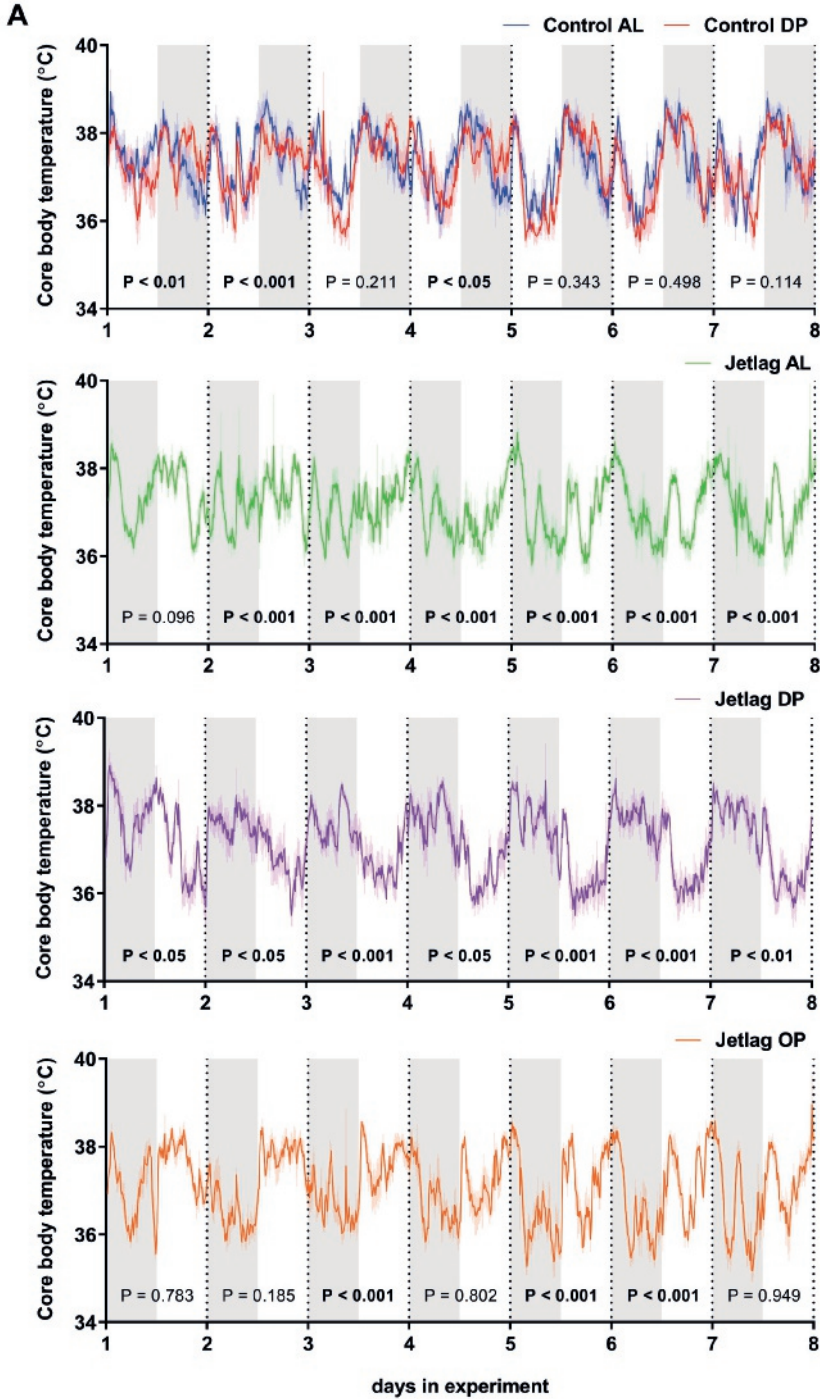 A
Control AL Control DP
Core body temperature (°C)
40
38
36
34
P < 0.01 P < 0.001 P = 0.211 P < 0.05 P = 0.343 P = 0.498 P = 0.114
1 2 3 4 5 6 7 8
Jetlag AL
Core body temperature (°C)
40
38
36
34
P = 0.096 P < 0.001 P < 0.001 P < 0.001 P < 0.001 P < 0.001 P < 0.001
1 2 3 4 5 6 7 8
Jetlag DP
Core body temperature (°C)
40
38
36
34
P < 0.05 P < 0.05 P < 0.001 P < 0.05 P < 0.001 P < 0.001 P < 0.01
1 2 3 4 5 6 7 8
Jetlag OP
Core body temperature (°C)
40
38
36
34
P = 0.783 P = 0.185 P < 0.001 P = 0.802 P < 0.001 P < 0.001 P = 0.949
1 2 3 4 5 6 7 8
days in experiment